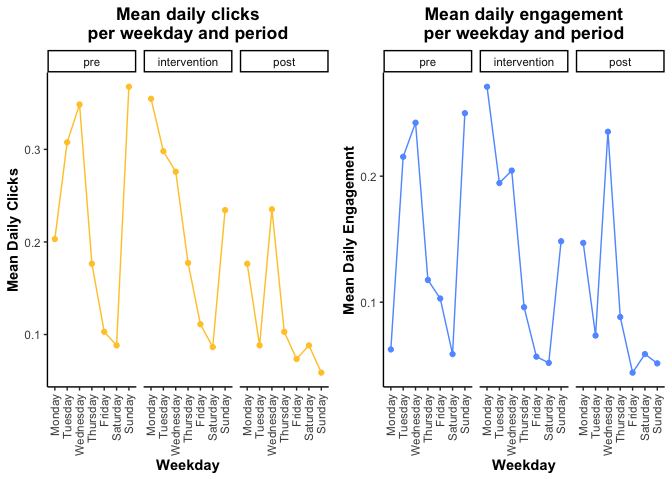 Mean daily clicks
per weekday and period
pre intervention post
Mean Daily Clicks
0.3
0.2
0.1
Monday Tuesday Wednesday Thursday Friday Saturday Sunday Monday Tuesday Wednesday Thursday Friday Saturday Sunday Monday Tuesday Wednesday Thursday Friday Saturday Sunday
Weekday
Mean daily engagement
per weekday and period
pre intervention post
Mean Daily Engagement
0.2
0.1
Monday Tuesday Wednesday Thursday Friday Saturday Sunday Monday Tuesday Wednesday Thursday Friday Saturday Sunday Monday Tuesday Wednesday Thursday Friday Saturday Sunday
Weekday